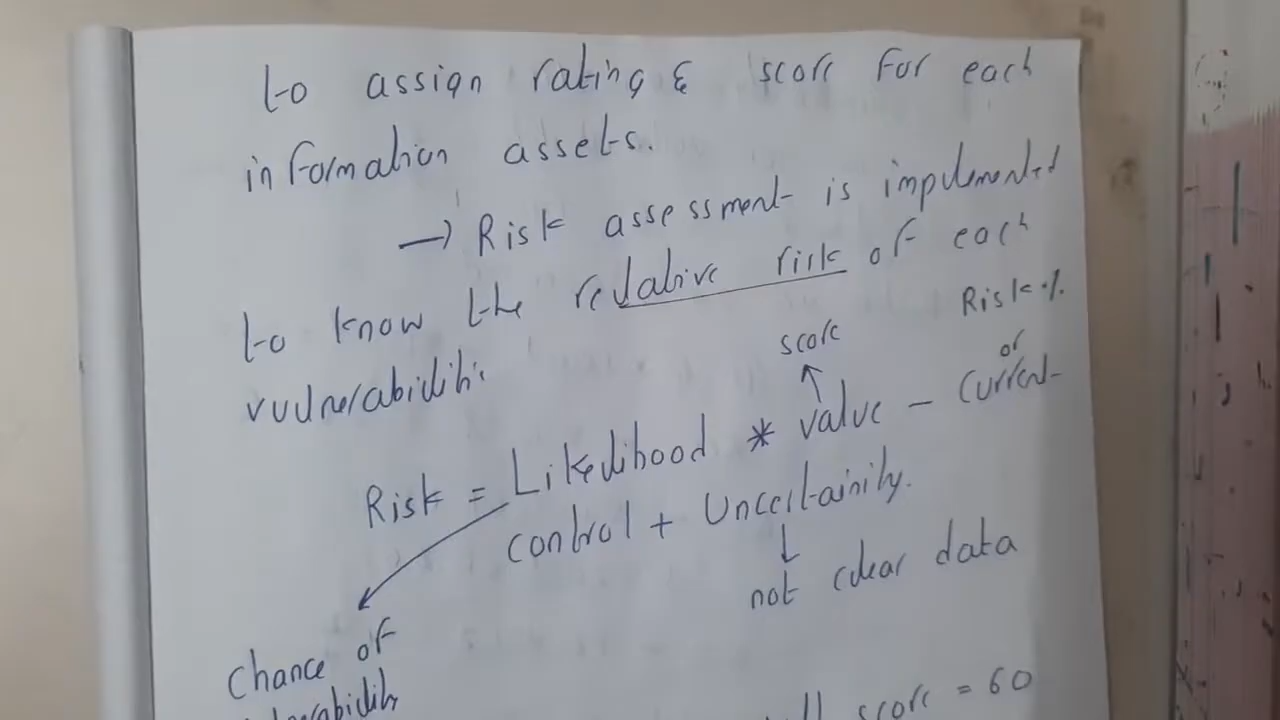 to assign rating & score for each
information assets.
→ Risk assessment is implemented
to know the relative risk of each
vulnerabilitie
Risk %
or
score
Risk = Likelihood * value - current
control + Uncertainity.
not clear data
chance of
score = 60